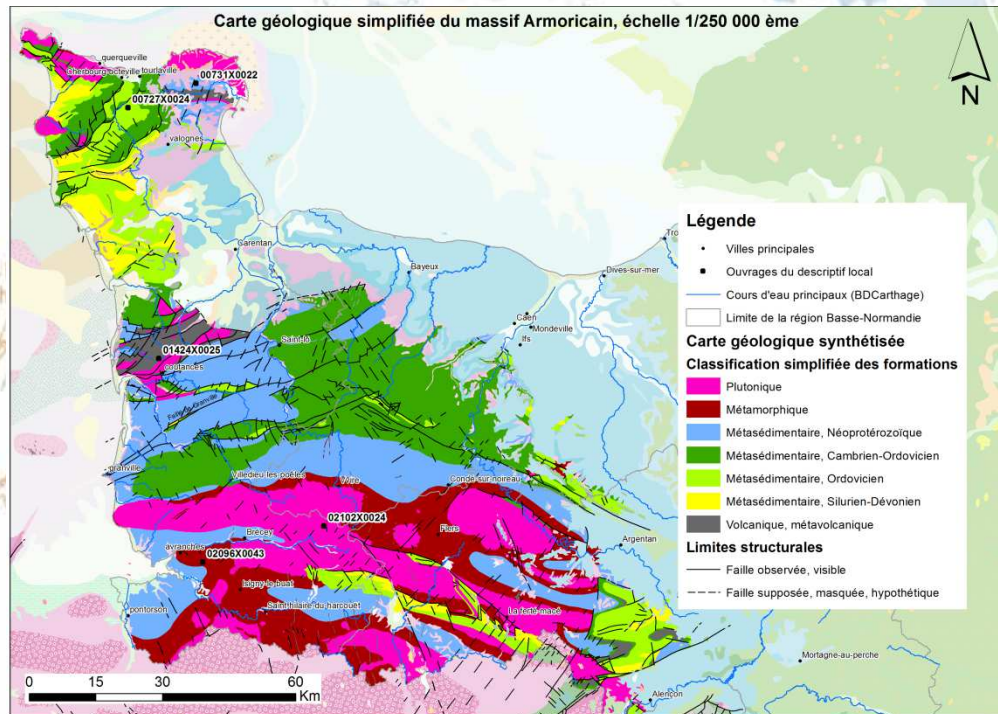 Carte géologique simplifiée du massif Armoricain, échelle 1/250 000 ème
N
querqueville
Cherbourg-octeville
tourlaville
00731X0022
00727X0024
valognes
Carentan
Bayeux
Caen
Mondeville
Ifs
Dives-sur-mer
Tro
Saint-lô
01424X0025
coutances
Faille de Granville
granville
Villedieu-les-poêles
Vire
Condé-sur-noireau
02102X0024
Flers
Argentan
Brécey
avranches
02096X0043
Isigny-le-buat
pontorson
Saint-hilaire-du-harcouët
La ferté-macé
Alençon
Mortagne-au-perche
Légende
Villes principales
Ouvrages du descriptif local
Cours d'eau principaux (BDCarthage)
Limite de la région Basse-Normandie
Carte géologique synthétisée
Classification simplifiée des formations
Plutonique
Métamorphique
Métasédimentaire, Néoprotérozoïque
Métasédimentaire, Cambrien-Ordovicien
Métasédimentaire, Ordovicien
Métasédimentaire, Silurien-Dévonien
Volcanique, métavolcanique
Limites structurales
Faille observée, visible
Faille supposée, masquée, hypothétique
0 15 30 60
Km